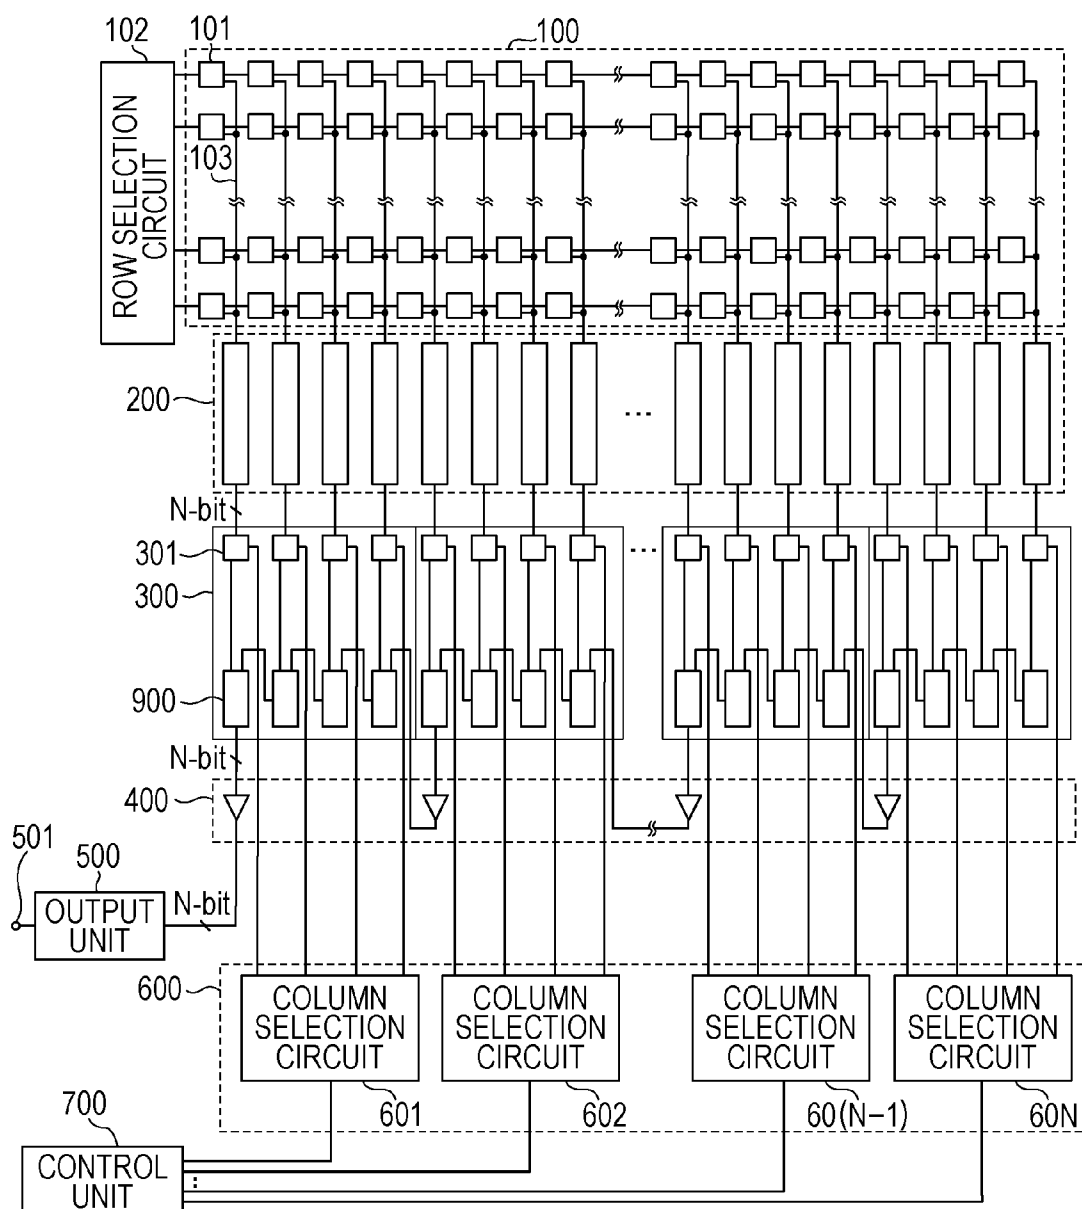 102
101
100
ROW SELECTION
CIRCUIT
103
200
...
N-bit
301
...
300
900
N-bit
400
501
500
OUTPUT
UNIT
N-bit
600
COLUMN
SELECTION
CIRCUIT
COLUMN
SELECTION
CIRCUIT
COLUMN
SELECTION
CIRCUIT
COLUMN
SELECTION
CIRCUIT
601
602
60(N-1)
60N
700
CONTROL
UNIT